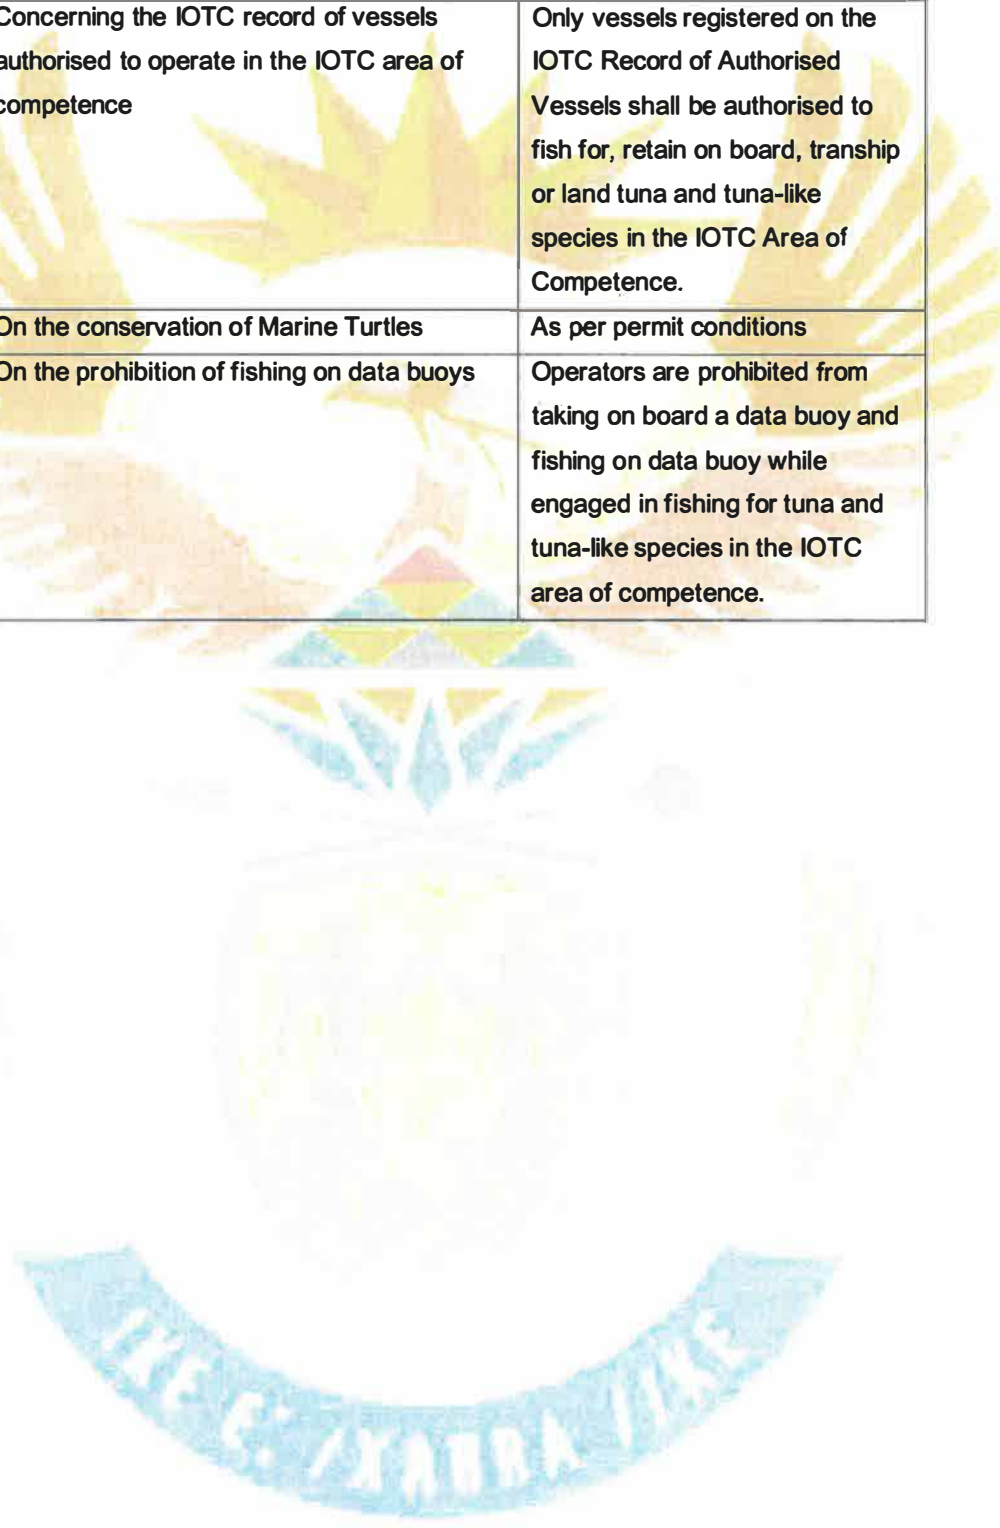 Concerning the IOTC record of vessels
authorised to operate in the IOTC area of
competence
Only vessels registered on the
IOTC Record of Authorised
Vessels shall be authorised to
fish for, retain on board, tranship
or land tuna and tuna-like
species in the IOTC Area of
Competence.
On the conservation of Marine Turtles
As per permit conditions
On the prohibition of fishing on data buoys
Operators are prohibited from
taking on board a data buoy and
fishing on data buoy while
engaged in fishing for tuna and
tuna-like species in the IOTC
area of competence.
!KE E: /XARRA //KE